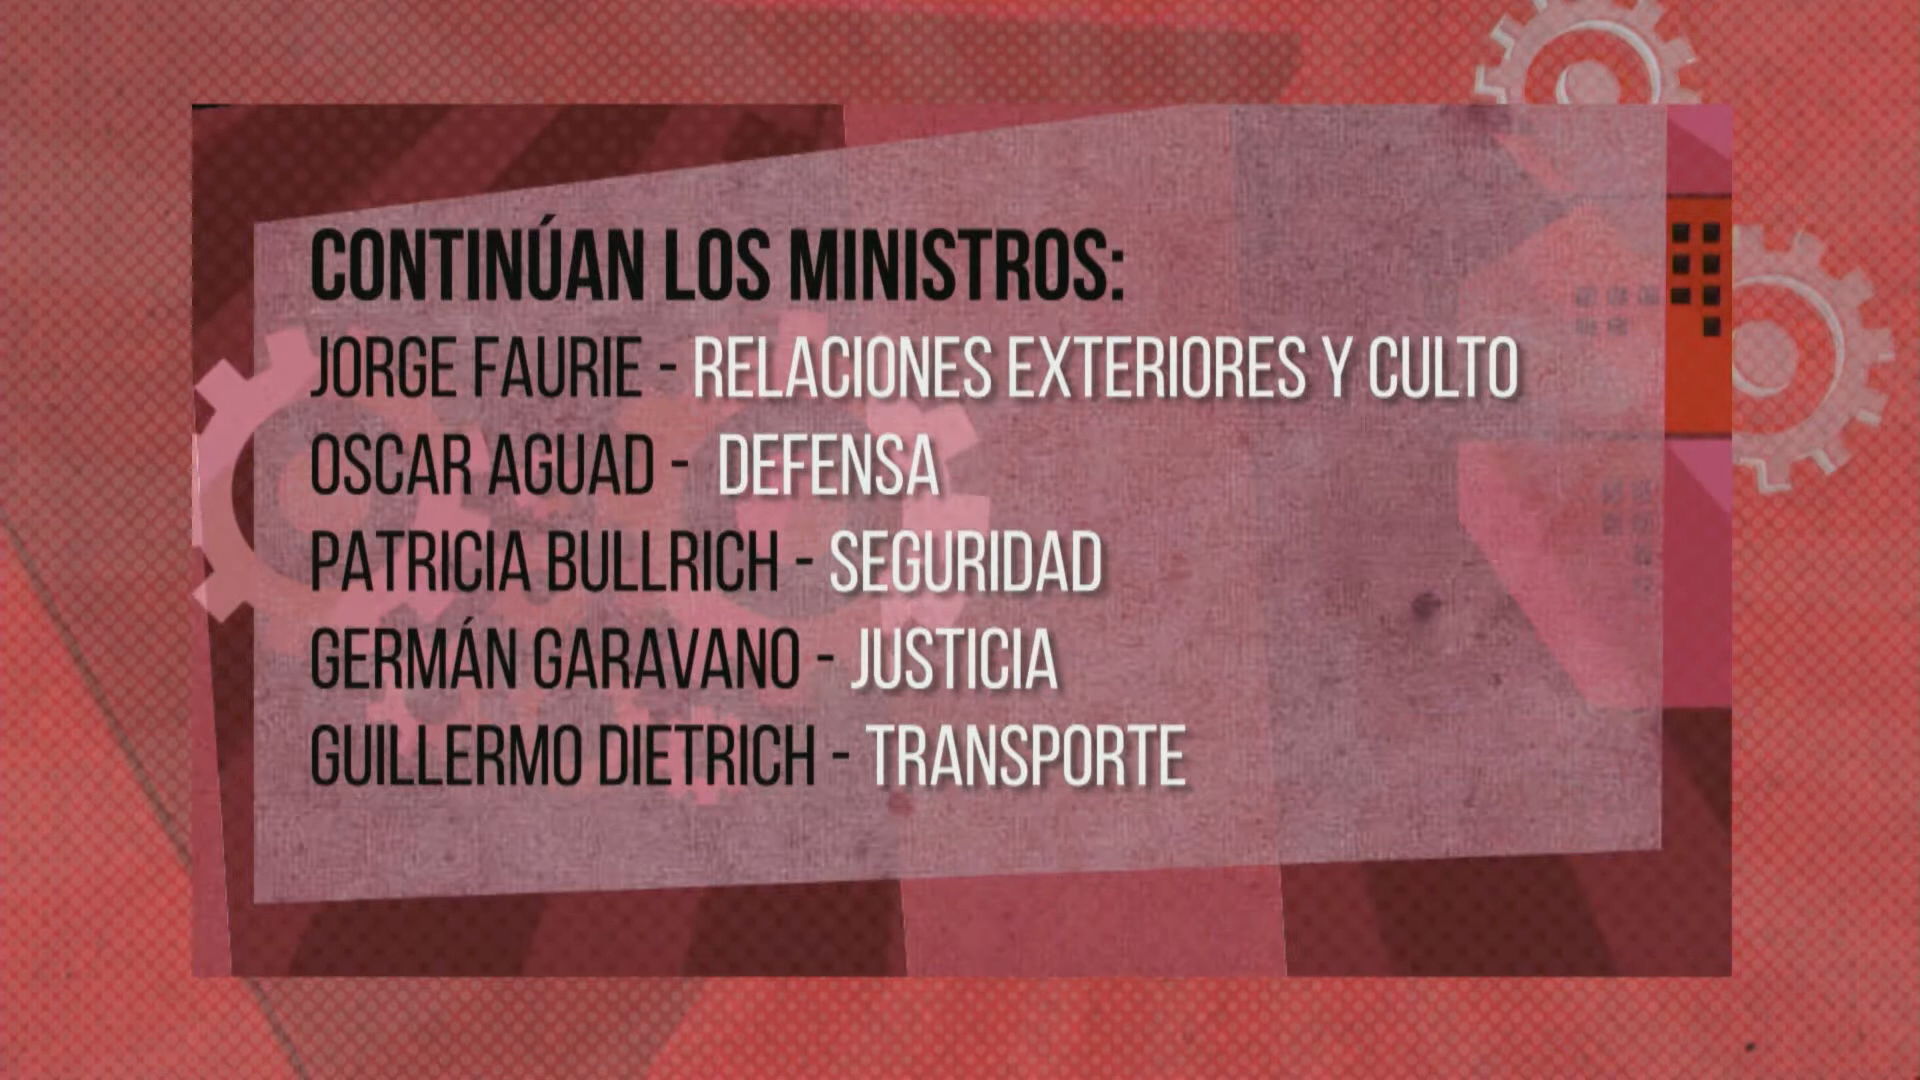 CONTINÚAN LOS MINISTROS:
JORGE FAURIE - RELACIONES EXTERIORES Y CULTO
OSCAR AGUAD - DEFENSA
PATRICIA BULLRICH - SEGURIDAD
GERMÁN GARAVANO - JUSTICIA
GUILLERMO DIETRICH - TRANSPORTE